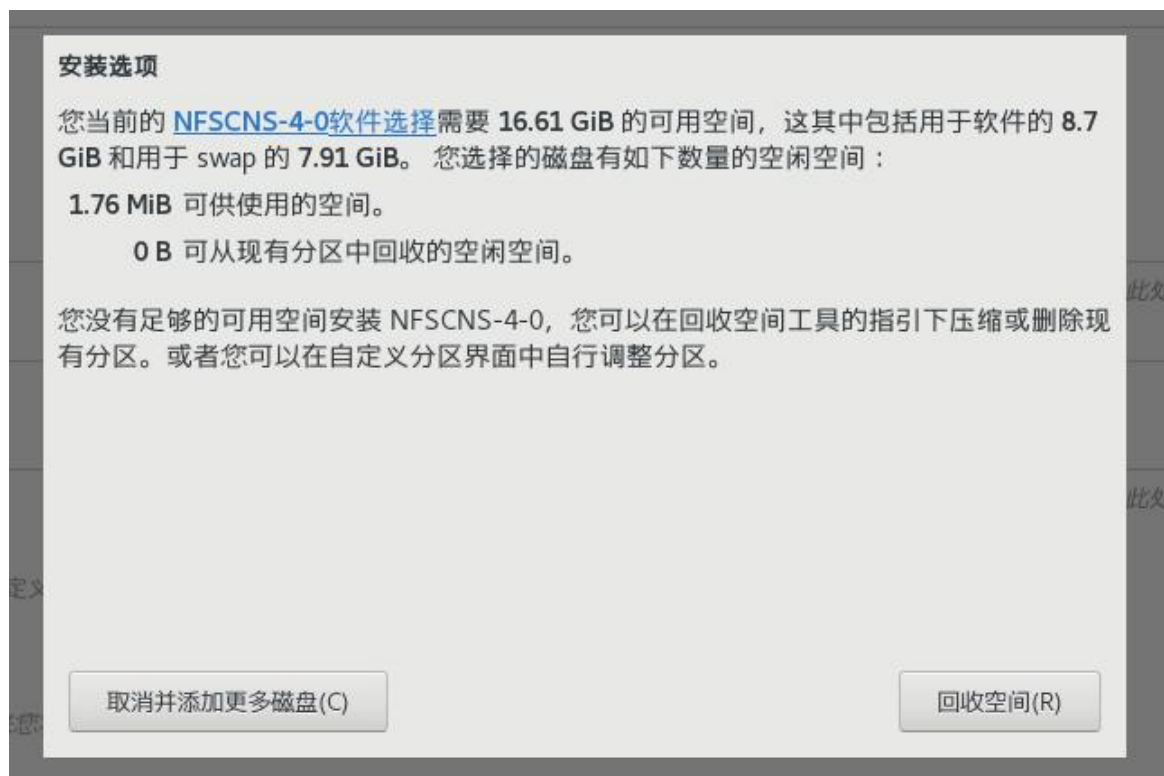 安装选项
您当前的 NFSCNS-4-0软件选择需要 16.61 GiB 的可用空间，这其中包括用于软件的 8.7
GiB 和用于 swap 的 7.91 GiB。 您选择的磁盘有如下数量的空闲空间：
1.76 MiB 可供使用的空间。
0 B 可从现有分区中回收的空闲空间。
此处
您没有足够的可用空间安装 NFSCNS-4-0，您可以在回收空间工具的指引下压缩或删除现
有分区。或者您可以在自定义分区界面中自行调整分区。
此处
定义
取消并添加更多磁盘(C)
回收空间(R)